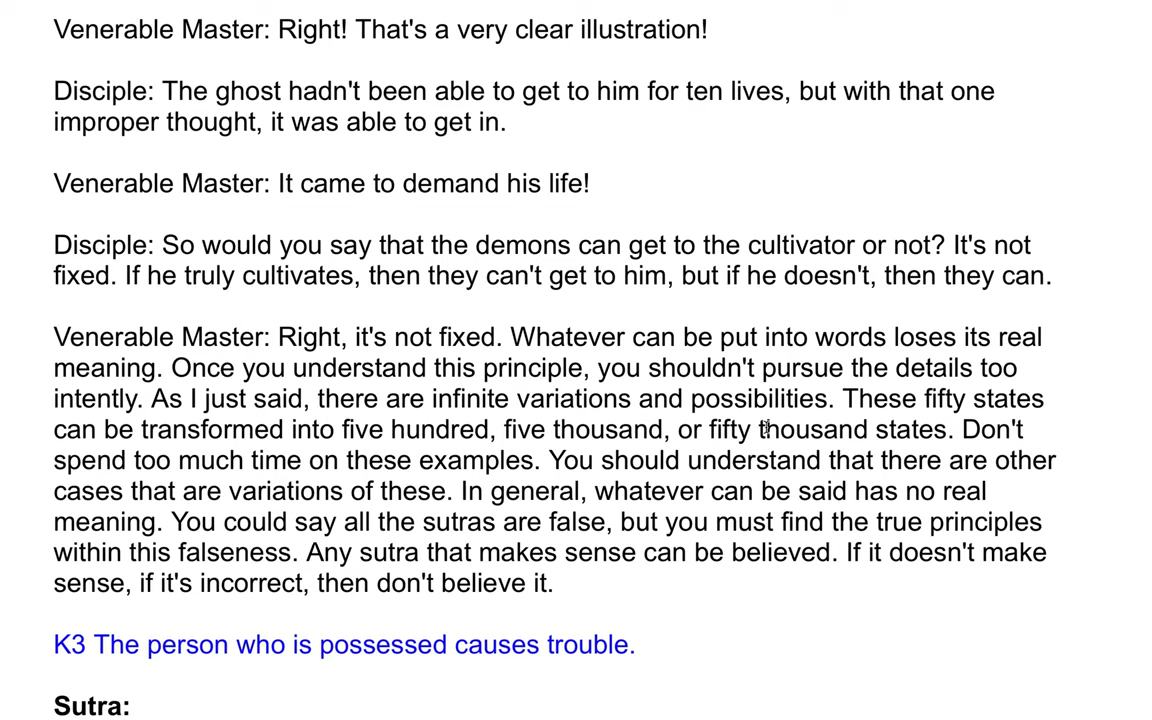 Venerable Master: Right! That's a very clear illustration!
Disciple: The ghost hadn't been able to get to him for ten lives, but with that one
improper thought, it was able to get in.
Venerable Master: It came to demand his life!
Disciple: So would you say that the demons can get to the cultivator or not? It's not
fixed. If he truly cultivates, then they can't get to him, but if he doesn't, then they can.
Venerable Master: Right, it's not fixed. Whatever can be put into words loses its real
meaning. Once you understand this principle, you shouldn't pursue the details too
intently. As I just said, there are infinite variations and possibilities. These fifty states
can be transformed into five hundred, five thousand, or fifty thousand states. Don't
spend too much time on these examples. You should understand that there are other
cases that are variations of these. In general, whatever can be said has no real
meaning. You could say all the sutras are false, but you must find the true principles
within this falseness. Any sutra that makes sense can be believed. If it doesn't make
sense, if it's incorrect, then don't believe it.
K3 The person who is possessed causes trouble.
Sutra: